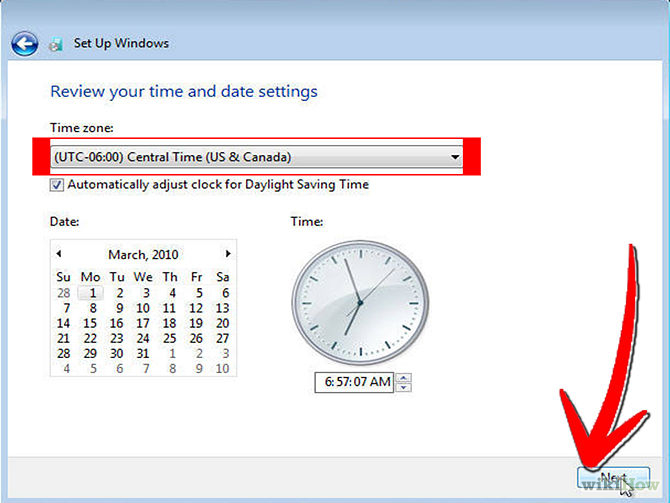 Set Up Windows
Review your time and date settings
Time zone:
(UTC-06:00) Central Time (US & Canada)
Automatically adjust clock for Daylight Saving Time
Date:
Time:
March, 2010
Su Mo Tu We Th Fr Sa
28 1 2 3 4 5 6
7 8 9 10 11 12 13
14 15 16 17 18 19 20
21 22 23 24 25 26 27
28 29 30 31 1 2 3
4 5 6 7 8 9 10
6:57:07 AM
Next
wikiHow